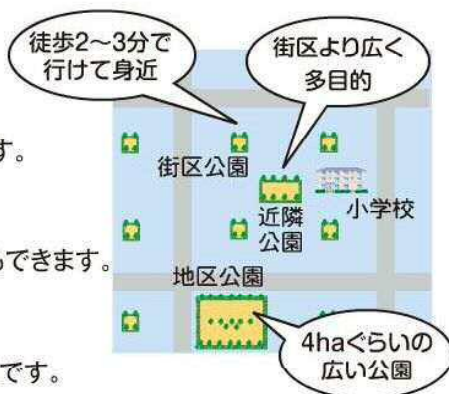 徒歩2～3分で
行けて身近
街区より広く
多目的
す。
街区公園
近隣
公園
小学校
できます。
地区公園
4haぐらいの
広い公園
です。